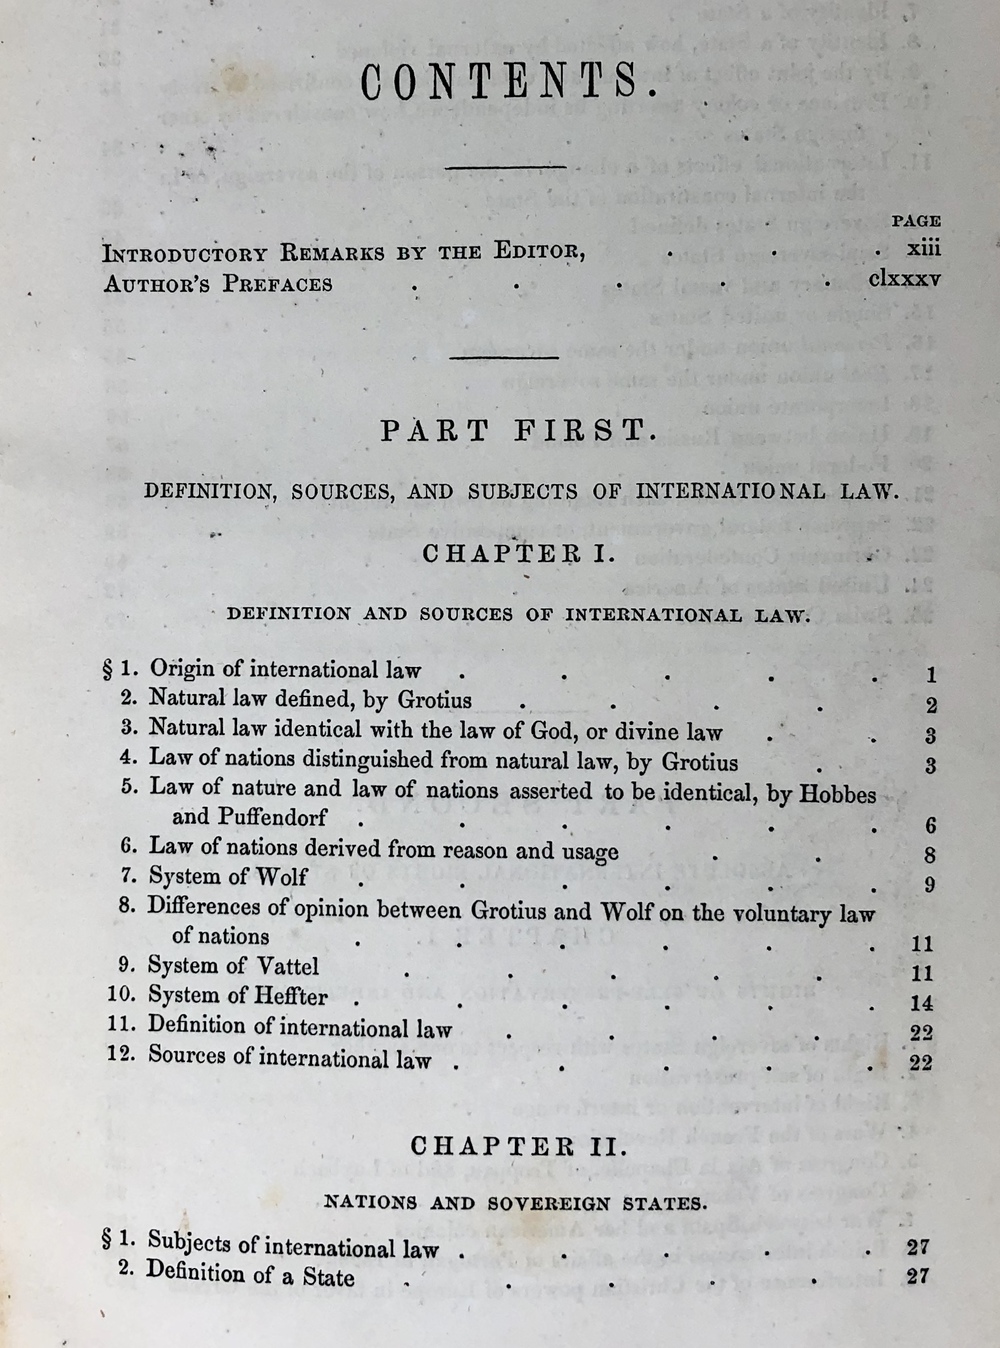 CONTENTS.
PAGE
INTRODUCTORY REMARKS BY THE EDITOR, . . . xiii
AUTHOR'S PREFACES . . . . . clxxxv
PART FIRST.
DEFINITION, SOURCES, AND SUBJECTS OF INTERNATIONAL LAW.
CHAPTER I.
DEFINITION AND SOURCES OF INTERNATIONAL LAW.
§ 1. Origin of international law . . . . . 1
2. Natural law defined, by Grotius . . . . 2
3. Natural law identical with the law of God, or divine law . . 3
4. Law of nations distinguished from natural law, by Grotius . . 3
5. Law of nature and law of nations asserted to be identical, by Hobbes
and Puffendorf . . . . . . 6
6. Law of nations derived from reason and usage . . 8
7. System of Wolf . . . . . . 9
8. Differences of opinion between Grotius and Wolf on the voluntary law
of nations . . . . . . 11
9. System of Vattel . . . . . 11
10. System of Heffter . . . . . . 14
11. Definition of international law . . . . 22
12. Sources of international law . . . . . 22
CHAPTER II.
NATIONS AND SOVEREIGN STATES.
§ 1. Subjects of international law . . . . . 27
2. Definition of a State . . . . . 27